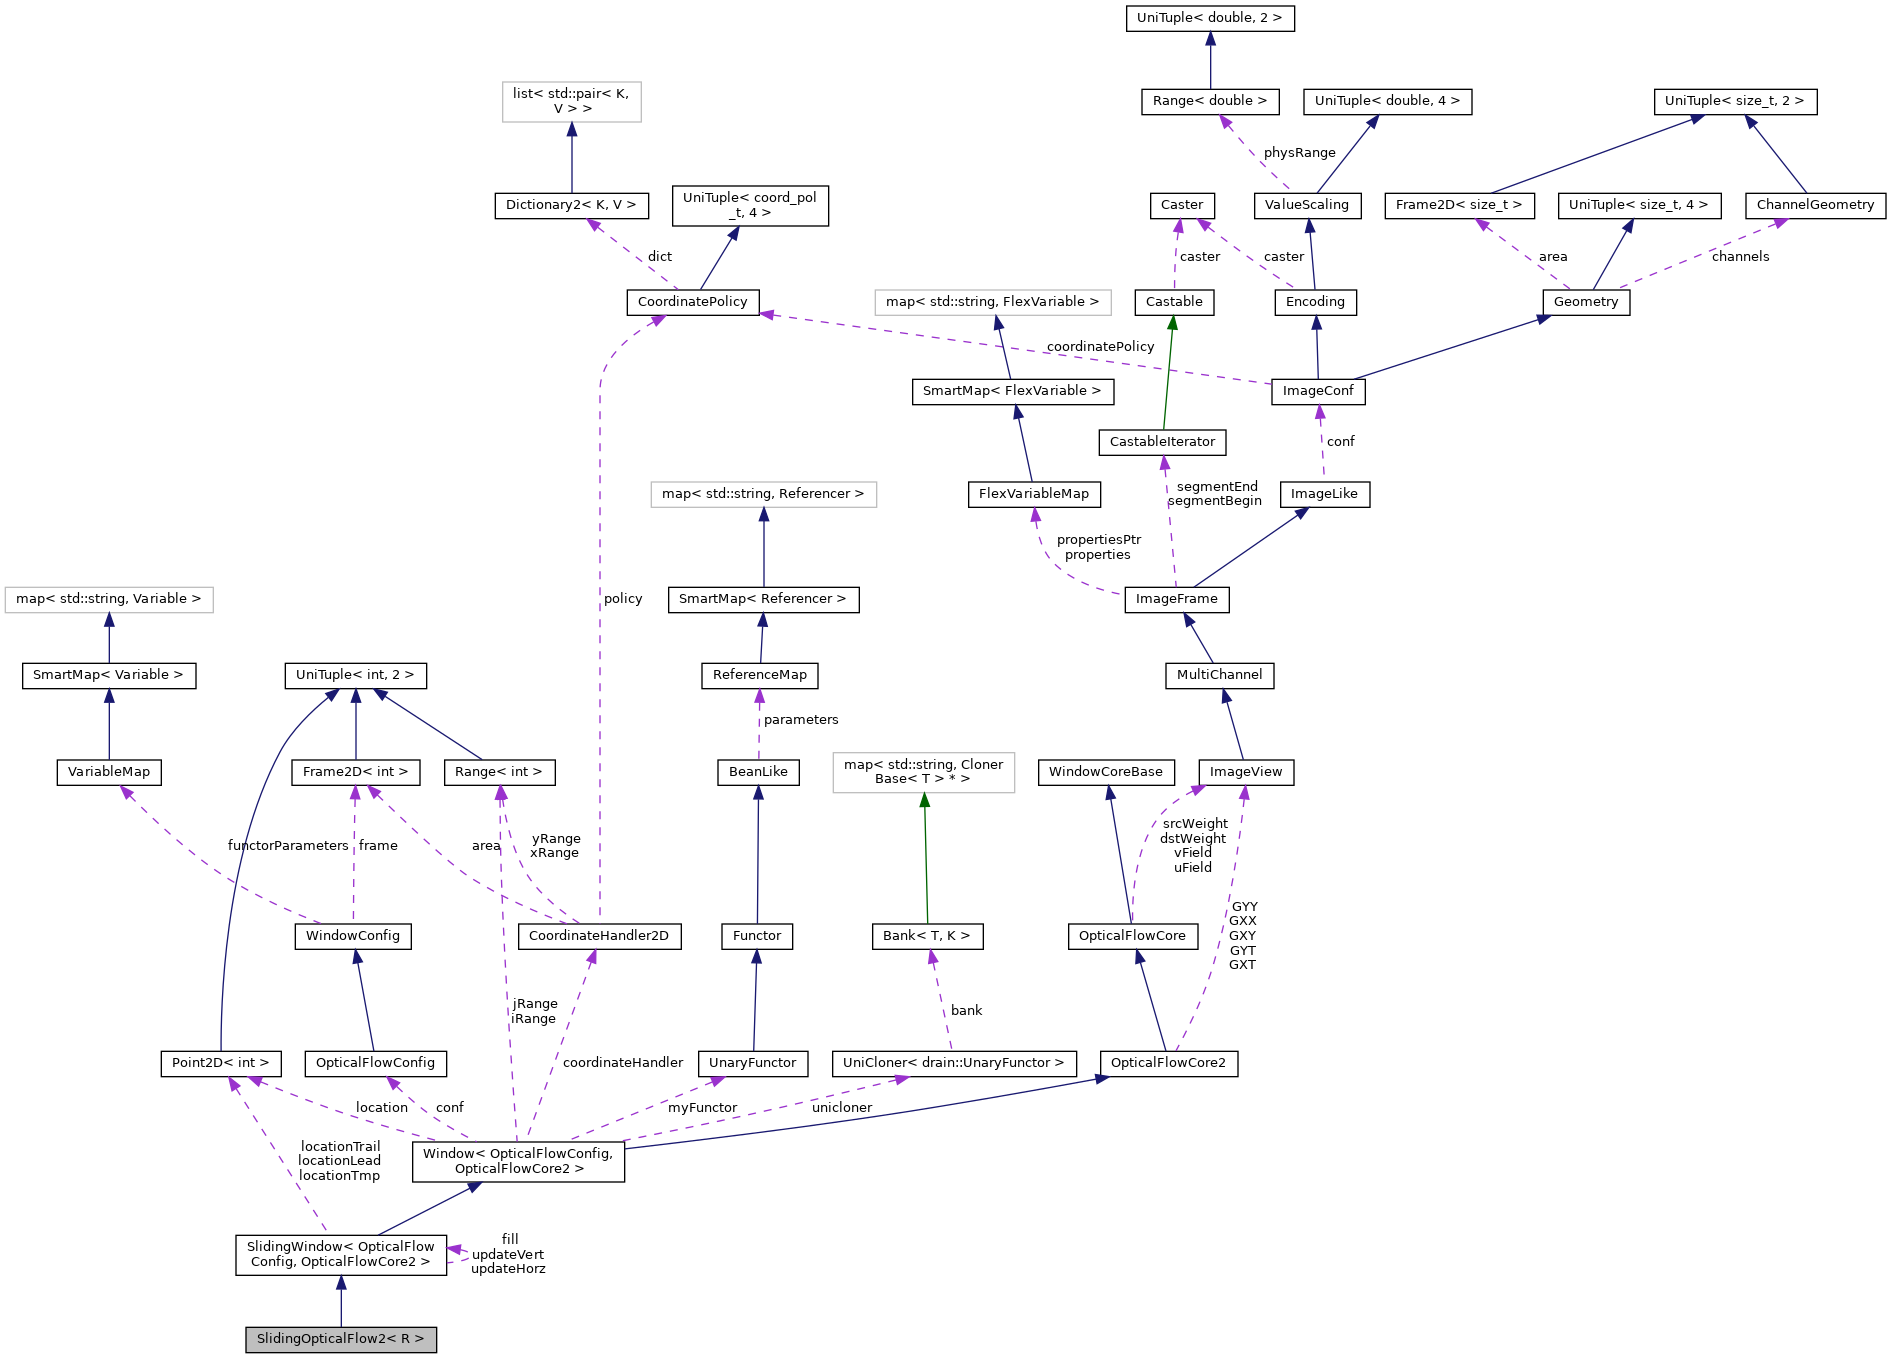 UniTuple< double, 2 >
list< std::pair< K,
V > >
Range< double >
UniTuple< double, 4 >
UniTuple< size_t, 2 >
physRange
Dictionary2< K, V >
UniTuple< coord_pol
_t, 4 >
Caster
ValueScaling
Frame2D< size_t >
UniTuple< size_t, 4 >
ChannelGeometry
dict
caster
caster
area
channels
CoordinatePolicy
map< std::string, FlexVariable >
Castable
Encoding
Geometry
coordinatePolicy
SmartMap< FlexVariable >
ImageConf
CastableIterator
conf
map< std::string, Referencer >
FlexVariableMap
segmentEnd
segmentBegin
ImageLike
propertiesPtr
properties
map< std::string, Variable >
policy
SmartMap< Referencer >
ImageFrame
SmartMap< Variable >
UniTuple< int, 2 >
ReferenceMap
MultiChannel
parameters
VariableMap
Frame2D< int >
Range< int >
BeanLike
map< std::string, Cloner
Base< T > * >
WindowCoreBase
ImageView
functorParameters
frame
area
yRange
xRange
srcWeight
dstWeight
vField
uField
WindowConfig
CoordinateHandler2D
Functor
Bank< T, K >
OpticalFlowCore
GYY
GXX
GXY
GYT
GXT
jRange
iRange
bank
Point2D< int >
OpticalFlowConfig
coordinateHandler
UnaryFunctor
UniCloner< drain::UnaryFunctor >
OpticalFlowCore2
location
conf
myFunctor
unicloner
locationTrail
locationLead
locationTmp
Window< OpticalFlowConfig,
OpticalFlowCore2 >
SlidingWindow< OpticalFlow
Config, OpticalFlowCore2 >
fill
updateVert
updateHorz
SlidingOpticalFlow2< R >